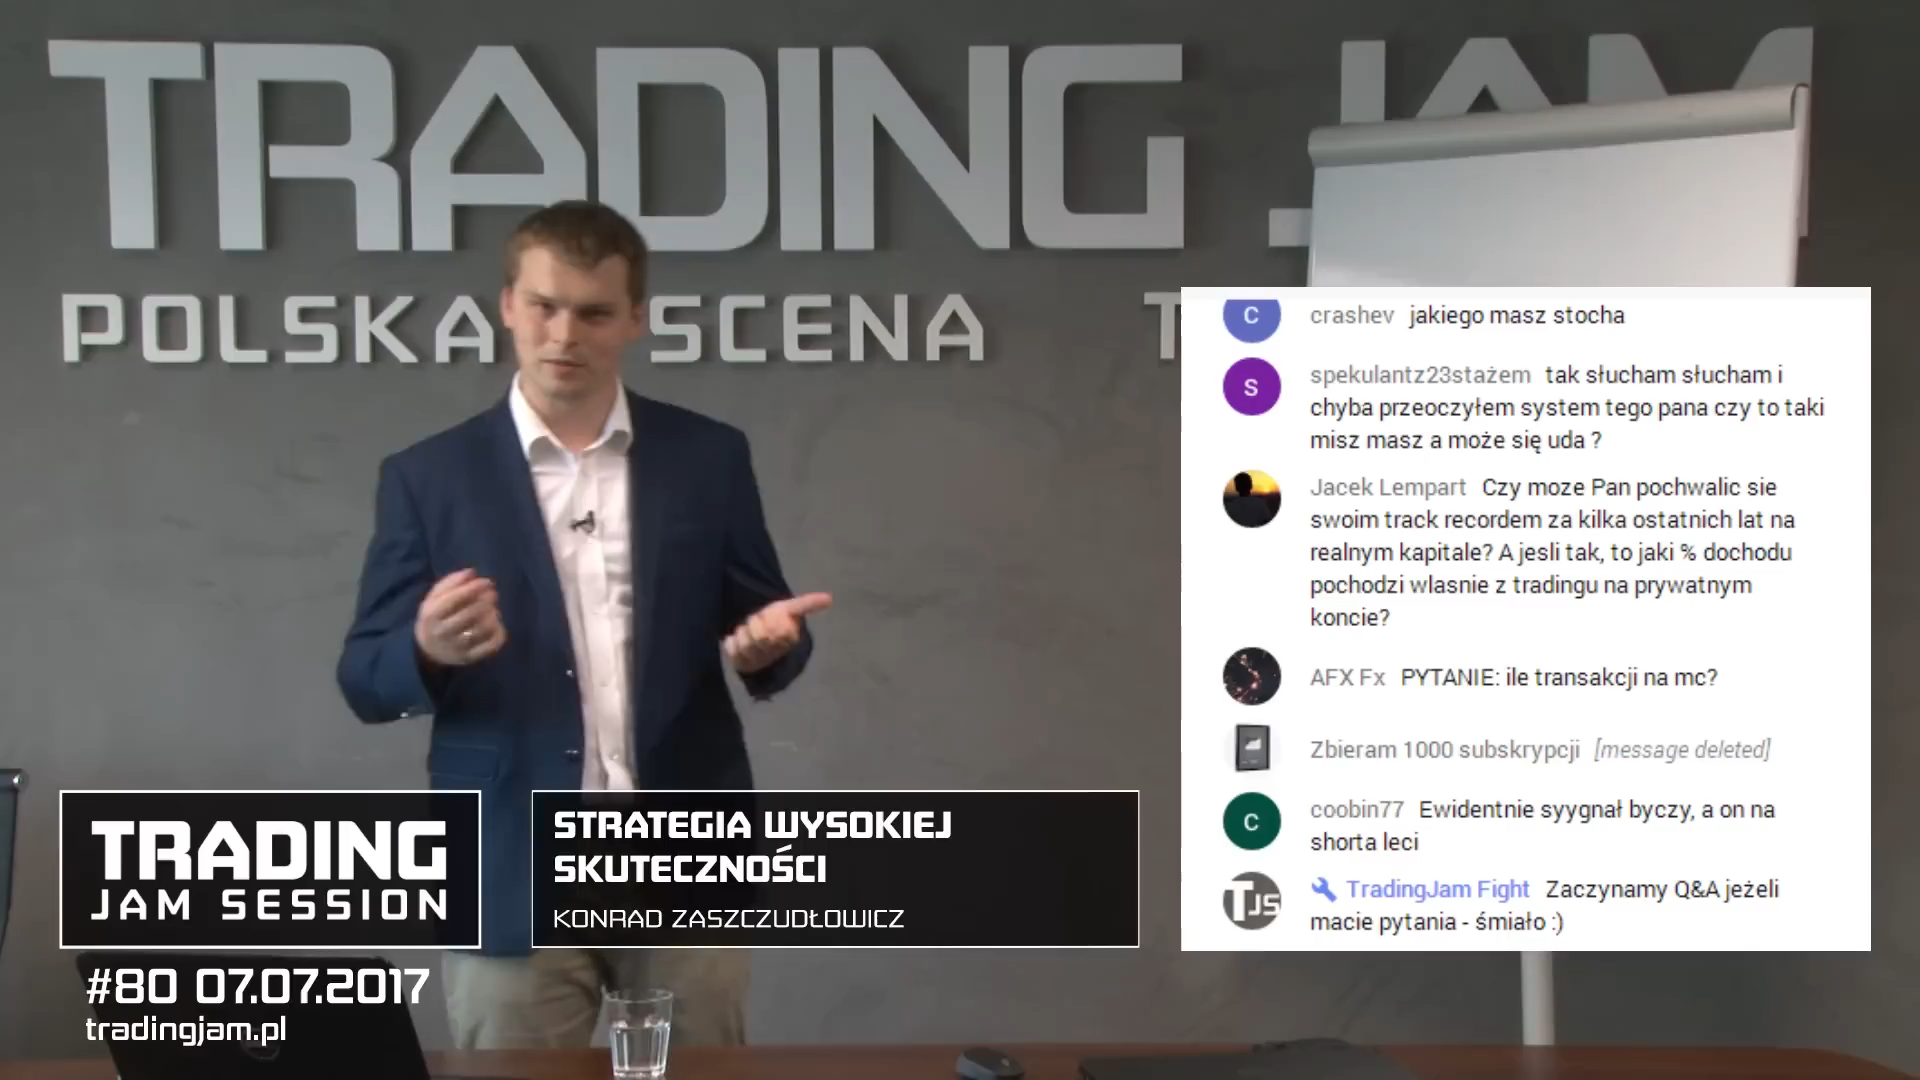 TRADING JAM
POLSKA SCENA T
C
crashev jakiego masz stocha
S
spekulantz23stażem tak słucham słucham i
chyba przeoczyłem system tego pana czy to taki
misz masz a może się uda ?
Jacek Lempart Czy moze Pan pochwalic sie
swoim track recordem za kilka ostatnich lat na
realnym kapitale? A jesli tak, to jaki % dochodu
pochodzi wlasnie z tradingu na prywatnym
koncie?
AFX Fx PYTANIE: ile transakcji na mc?
Zbieram 1000 subskrypcji [message deleted]
C
coobin77 Ewidentnie syygnał byczy, a on na
shorta leci
TJS
TradingJam Fight Zaczynamy Q&A jeżeli
macie pytania - śmiało :)
TRADING
JAM SESSION
STRATEGIA WYSOKIEJ
SKUTECZNOŚCI
KONRAD ZASZCZUDŁOWICZ
#80 07.07.2017
tradingjam.pl